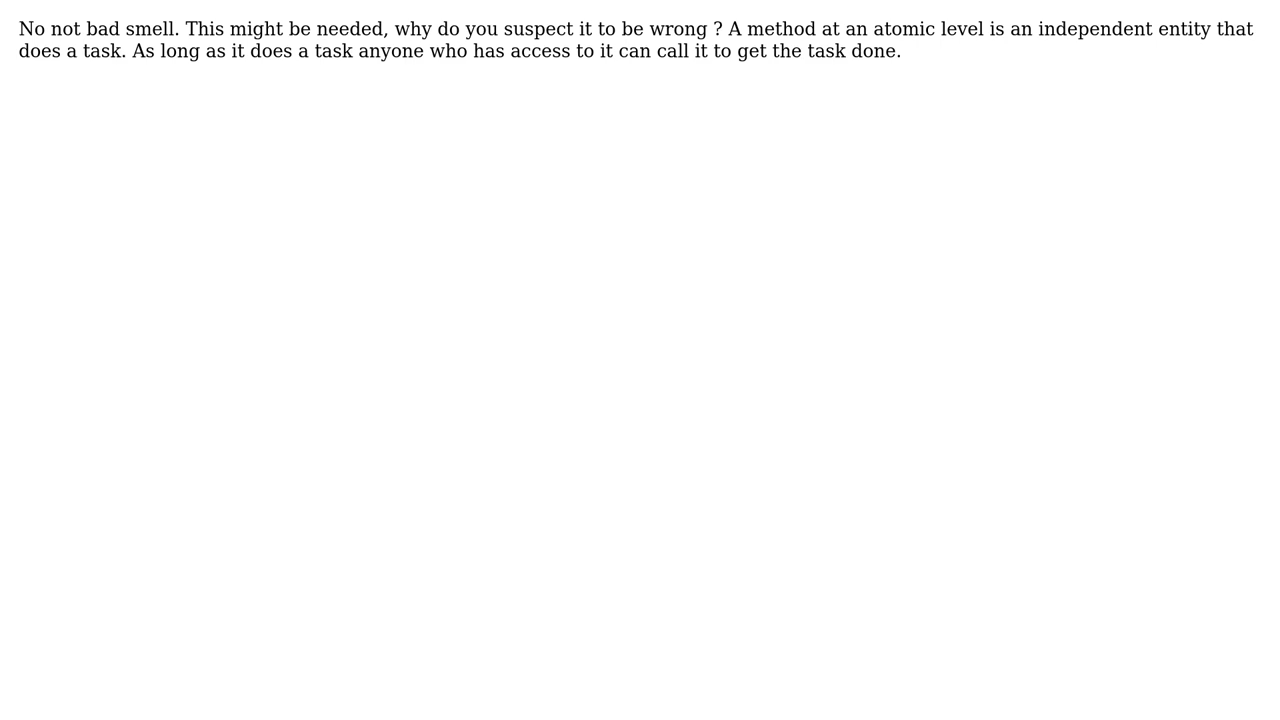 No not bad smell. This might be needed, why do you suspect it to be wrong ? A method at an atomic level is an independent entity that
does a task. As long as it does a task anyone who has access to it can call it to get the task done.